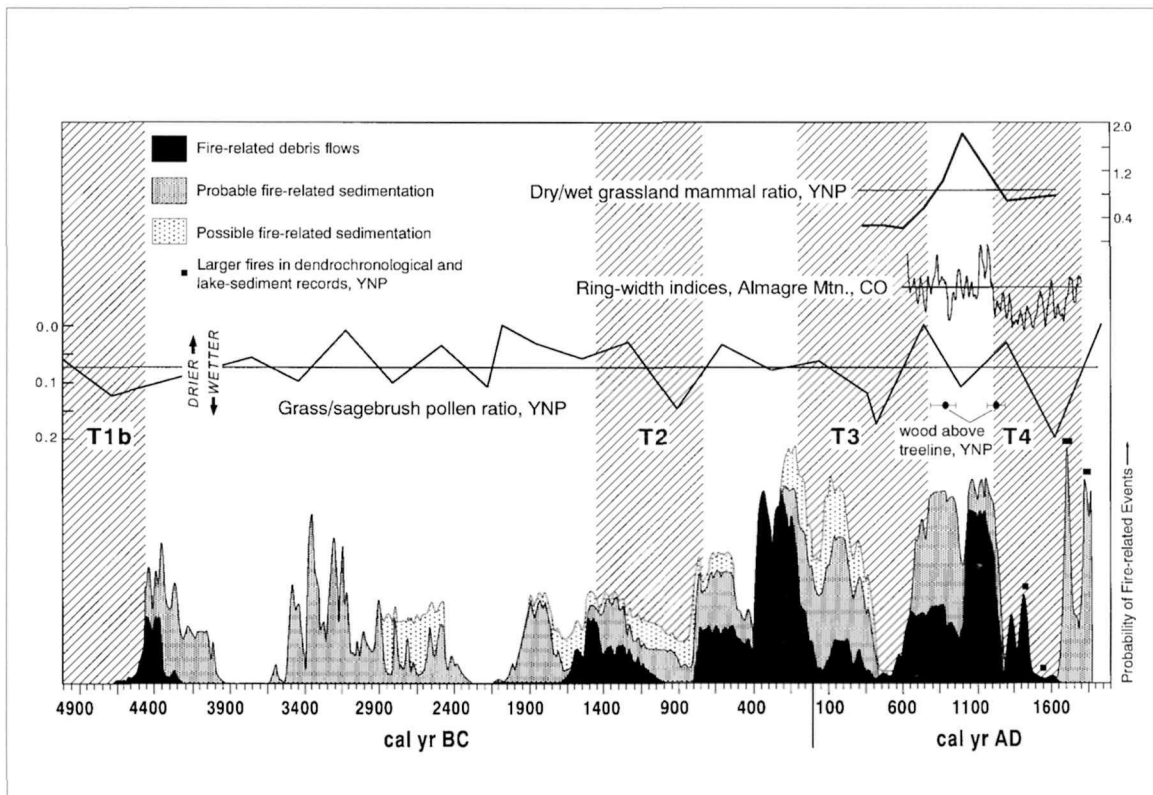 Fire-related debris flows
Probable fire-related sedimentation
Possible fire-related sedimentation
Larger fires in dendrochronological and
lake-sediment records, YNP
Dry/wet grassland mammal ratio, YNP
2.0
1.2
0.4
Ring-width indices, Almagre Mtn., CO
0.0
0.1
0.2
DRIER
WETTER
Grass/sagebrush pollen ratio, YNP
T1b
T2
T3
T4
wood above
treeline, YNP
Probability of Fire-related Events
4900 4400 3900 3400 2900 2400 1900 1400 900 400 100 600 1100 1600
cal yr BC
cal yr AD